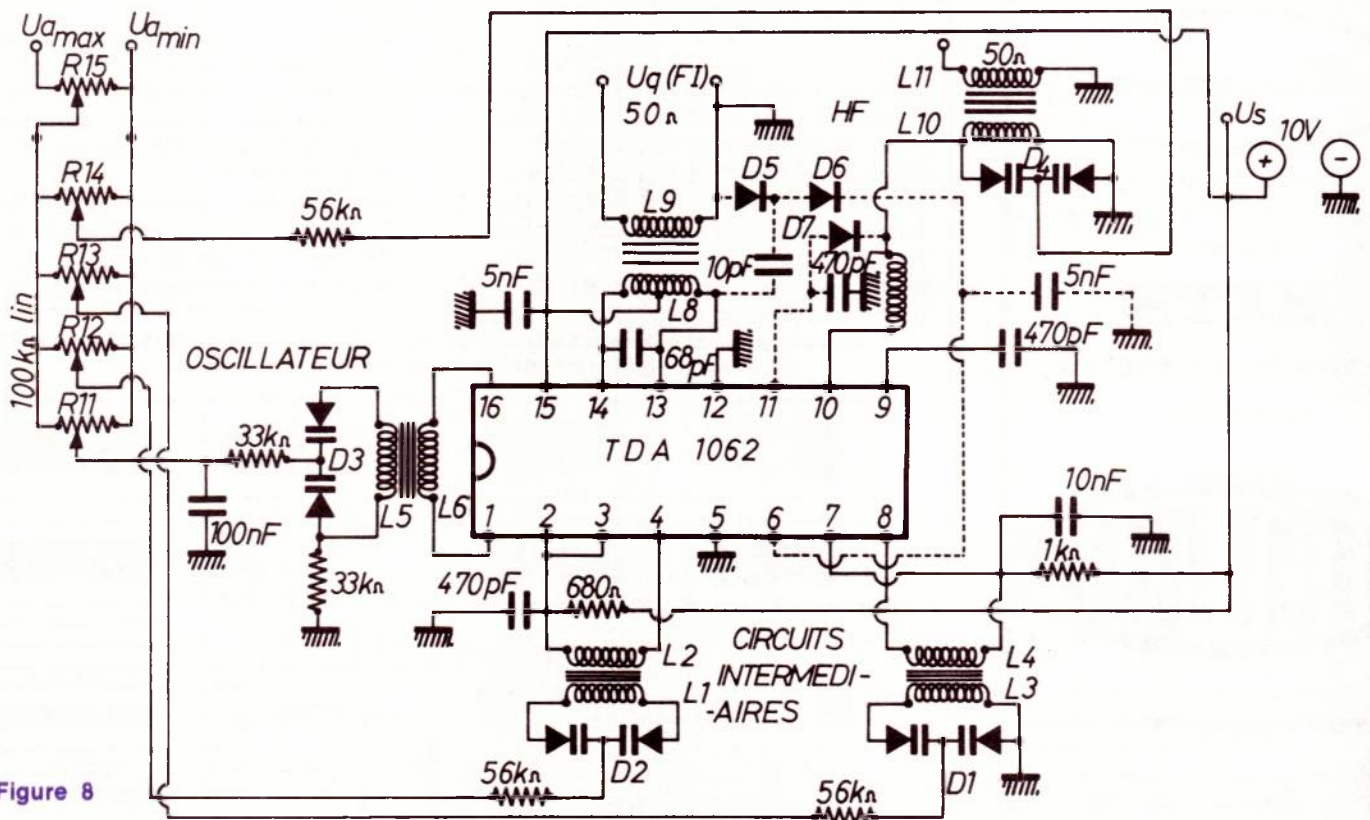 Ua max
Ua min
R15
R14
R13
R12
R11
100kΩ lin
56kΩ
OSCILLATEUR
33kΩ
D3
100nF
33kΩ
L5
L6
Uq (FI)
50Ω
L9
5nF
L8
68pF
10pF
D5
D6
D7
470pF
HF
L11
50Ω
L10
D4
Us
+
10V
-
5nF
470pF
16
15
14
13
12
11
10
9
TDA 1062
1
2
3
4
5
6
7
8
10nF
1kΩ
470pF
680Ω
L2
L1
CIRCUITS
INTERMEDI-
-AIRES
L4
L3
56kΩ
D2
56kΩ
D1
Figure 8